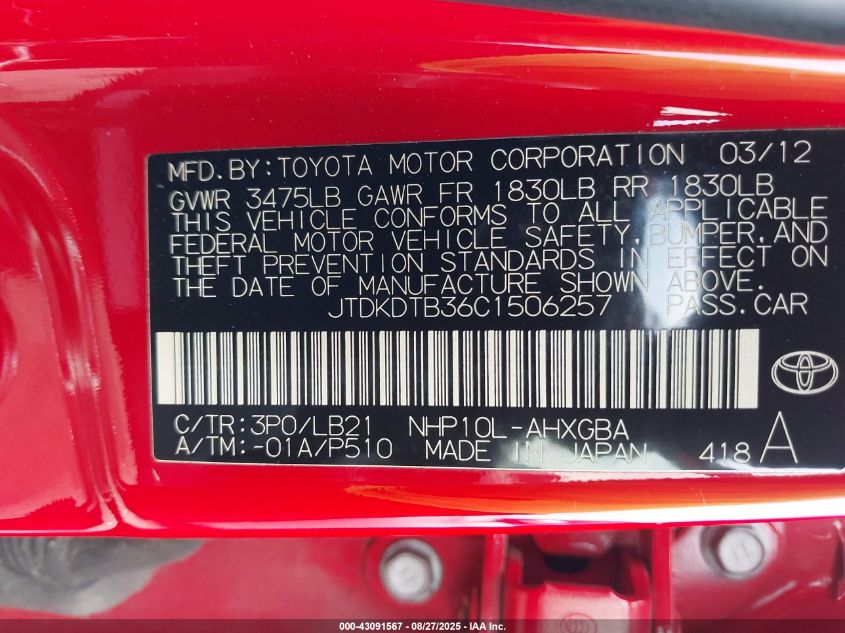 MFD. BY: TOYOTA MOTOR CORPORATION 03/12
GVWR 3475LB GAWR FR 1830LB RR 1830LB
THIS VEHICLE CONFORMS TO ALL APPLICABLE
FEDERAL MOTOR VEHICLE SAFETY, BUMPER, AND
THEFT PREVENTION STANDARDS IN EFFECT ON
THE DATE OF MANUFACTURE SHOWN ABOVE.
JTDKDTB36C1506257 PASS.CAR
C/TR:3P0/LB21 NHP10L-AHXGBA
A/TM:-01A/P510 MADE IN JAPAN 418 A
000-43091567 - 08/27/2025 - IAA Inc.